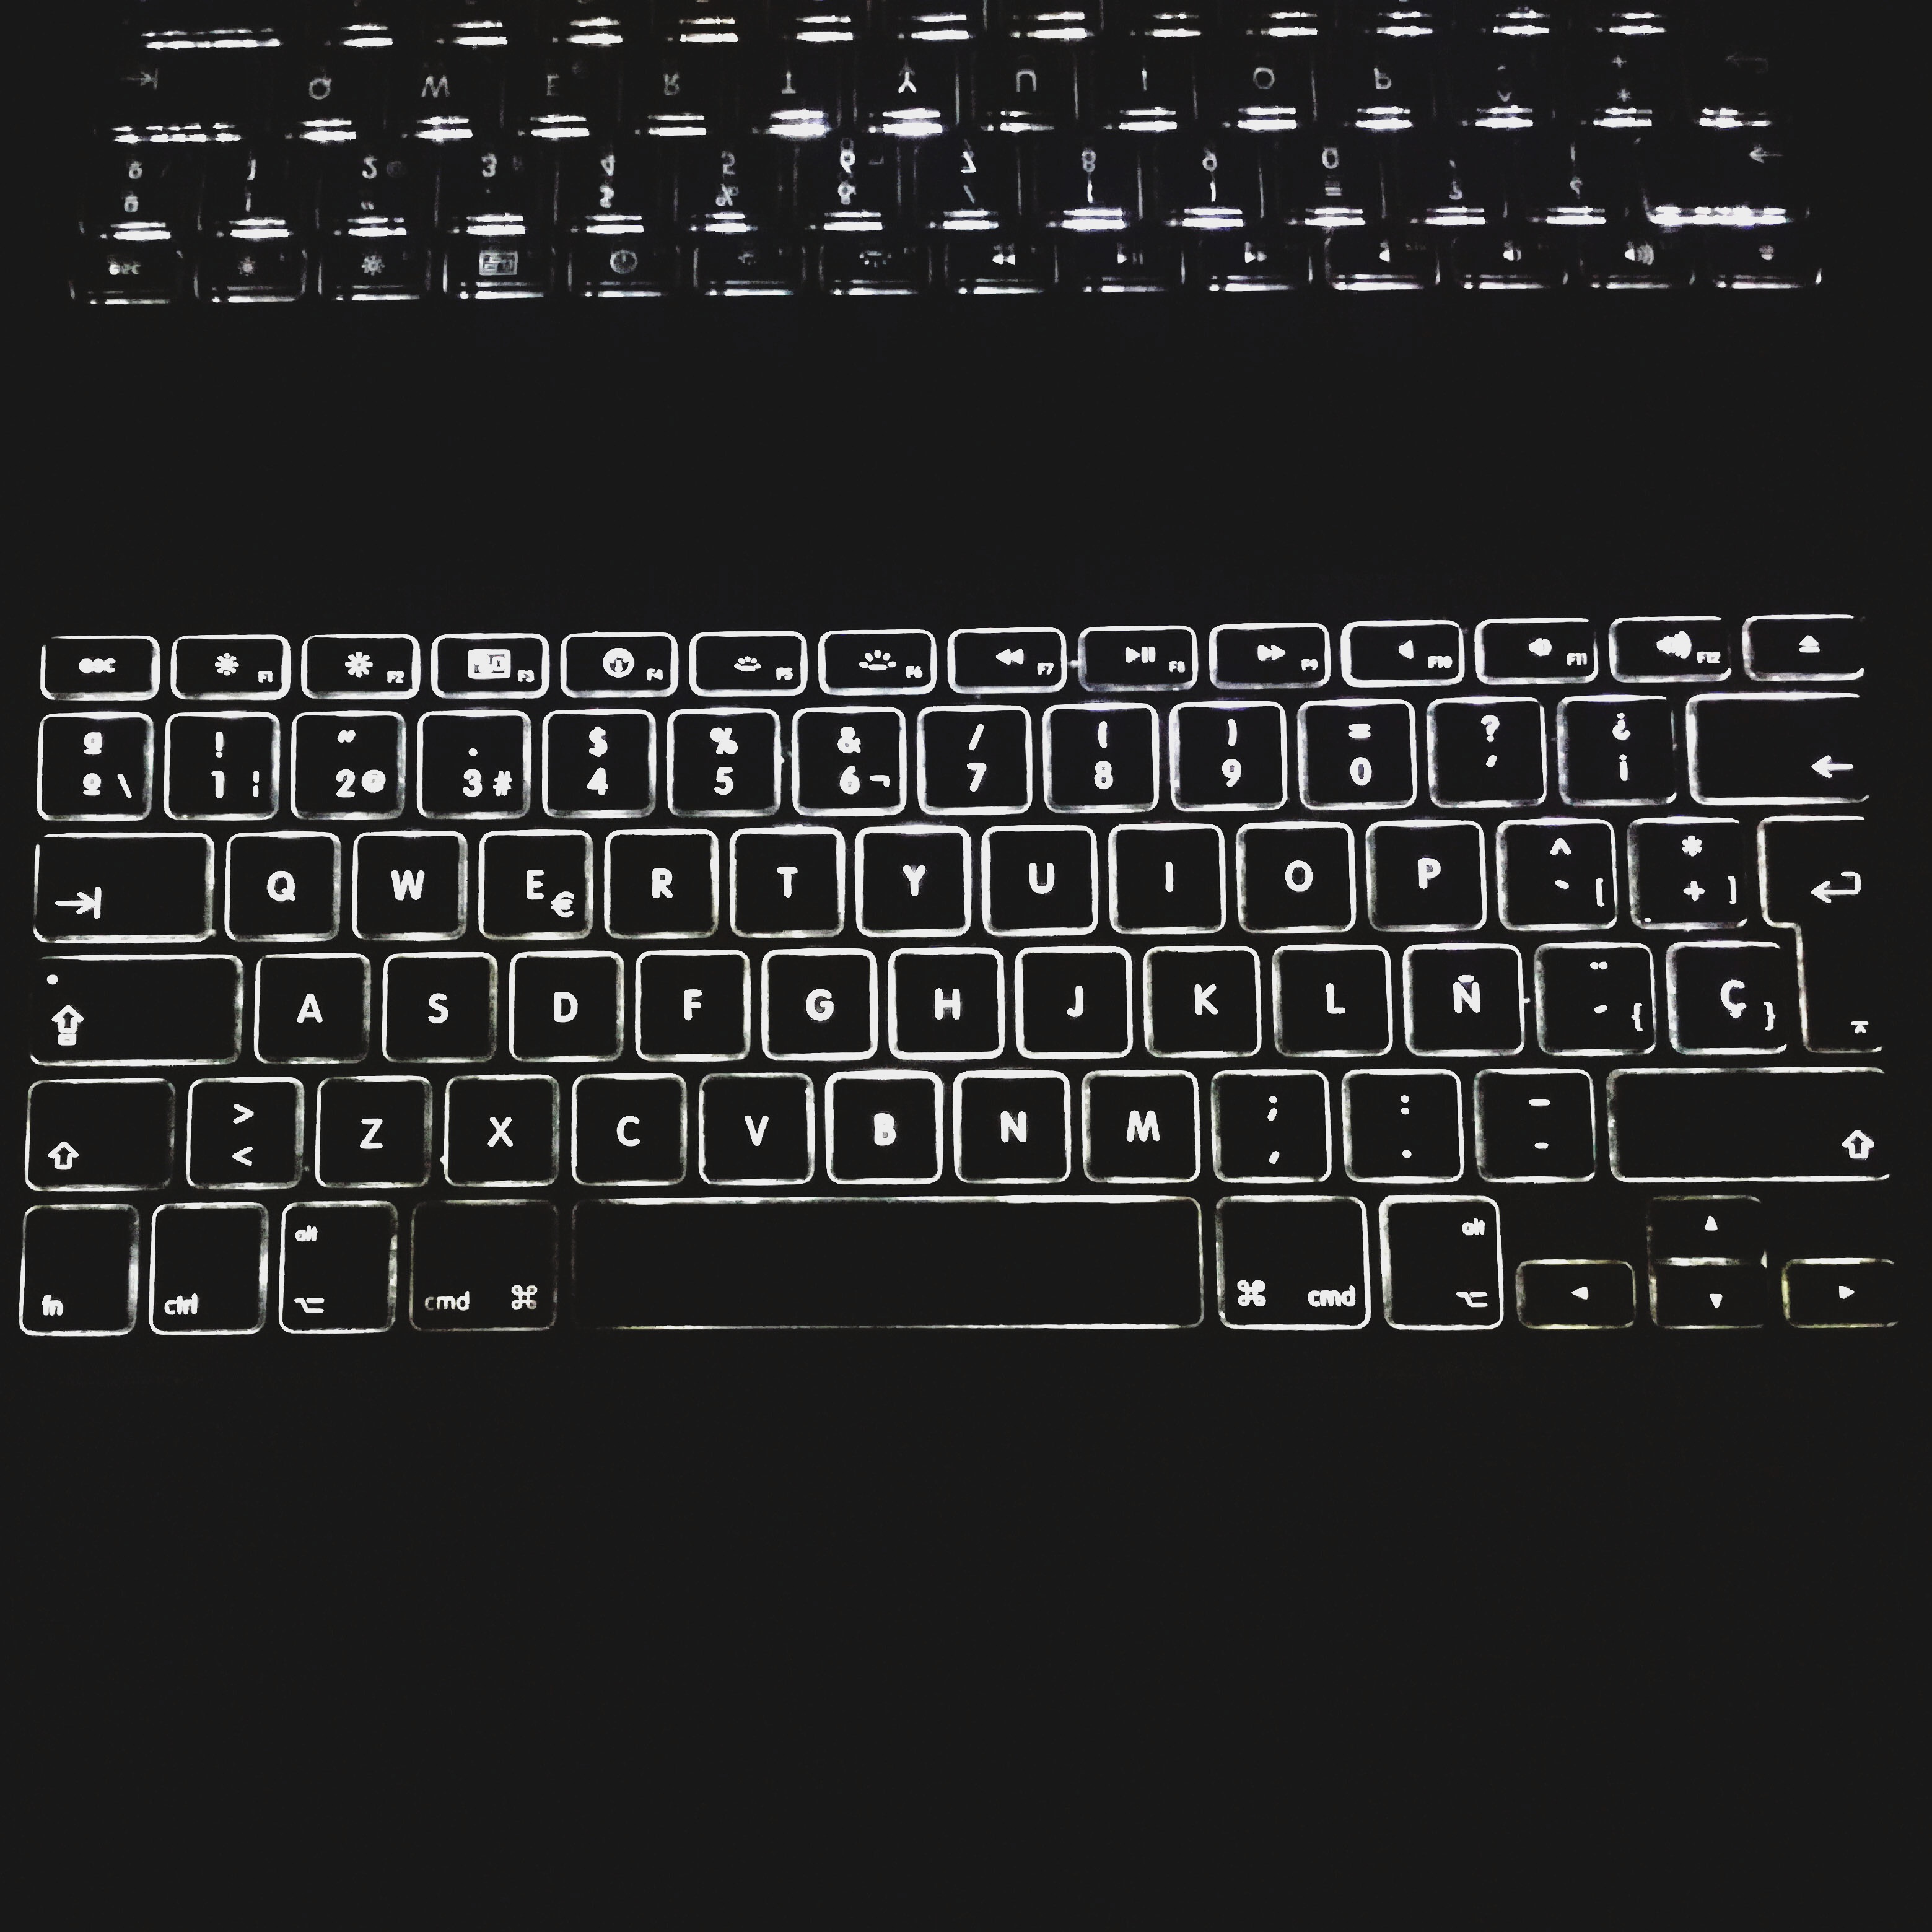 esc F1 F2 F3 F4 F5 F6 F7 F8 F9 F10 F11 F12
ª ! " · $ % & / ( ) = ? ¿
º \ 1 | 2 @ 3 # 4 5 6 ¬ 7 8 9 0 ' ¡
Q W E € R T Y U I O P ^ ` [ * + ]
A S D F G H J K L Ñ ¨ ´ { Ç }
> < Z X C V B N M ; , : . _ -
alt alt
fn ctrl cmd ⌘ ⌘ cmd